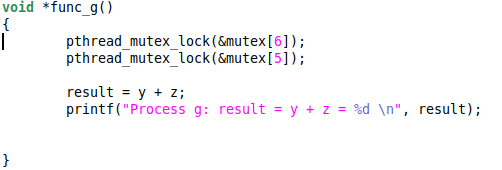 void *func_g()
{
pthread_mutex_lock(&mutex[6]);
pthread_mutex_lock(&mutex[5]);
result = y + z;
printf("Process g: result = y + z = %d \n", result);
}